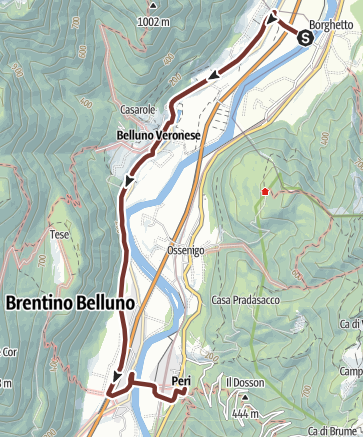 1002 m
Borghetto
S
Casarole
Belluno Veronese
Tese
Ossenigo
Casa Pradasacco
Brentino Belluno
Ca di V
Cor
Camp
Peri
Il Dosson
444 m
Ca di Brume